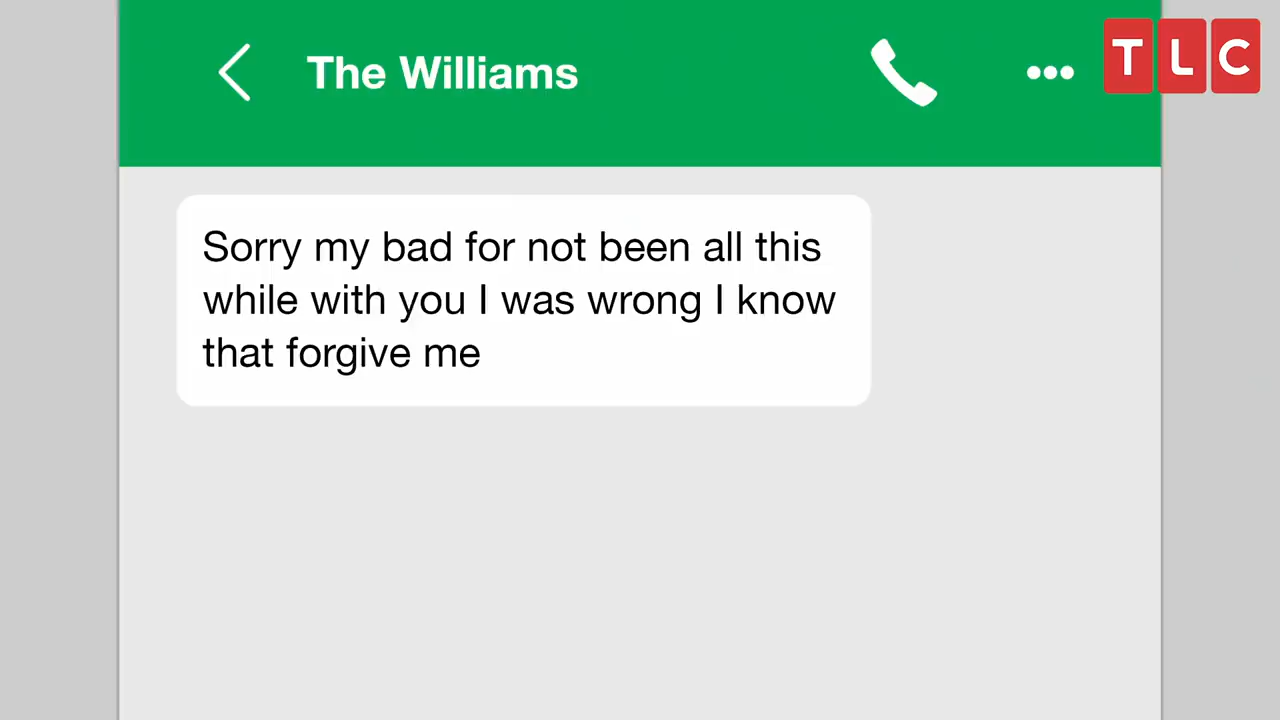 The Williams
TLC
Sorry my bad for not been all this
while with you I was wrong I know
that forgive me